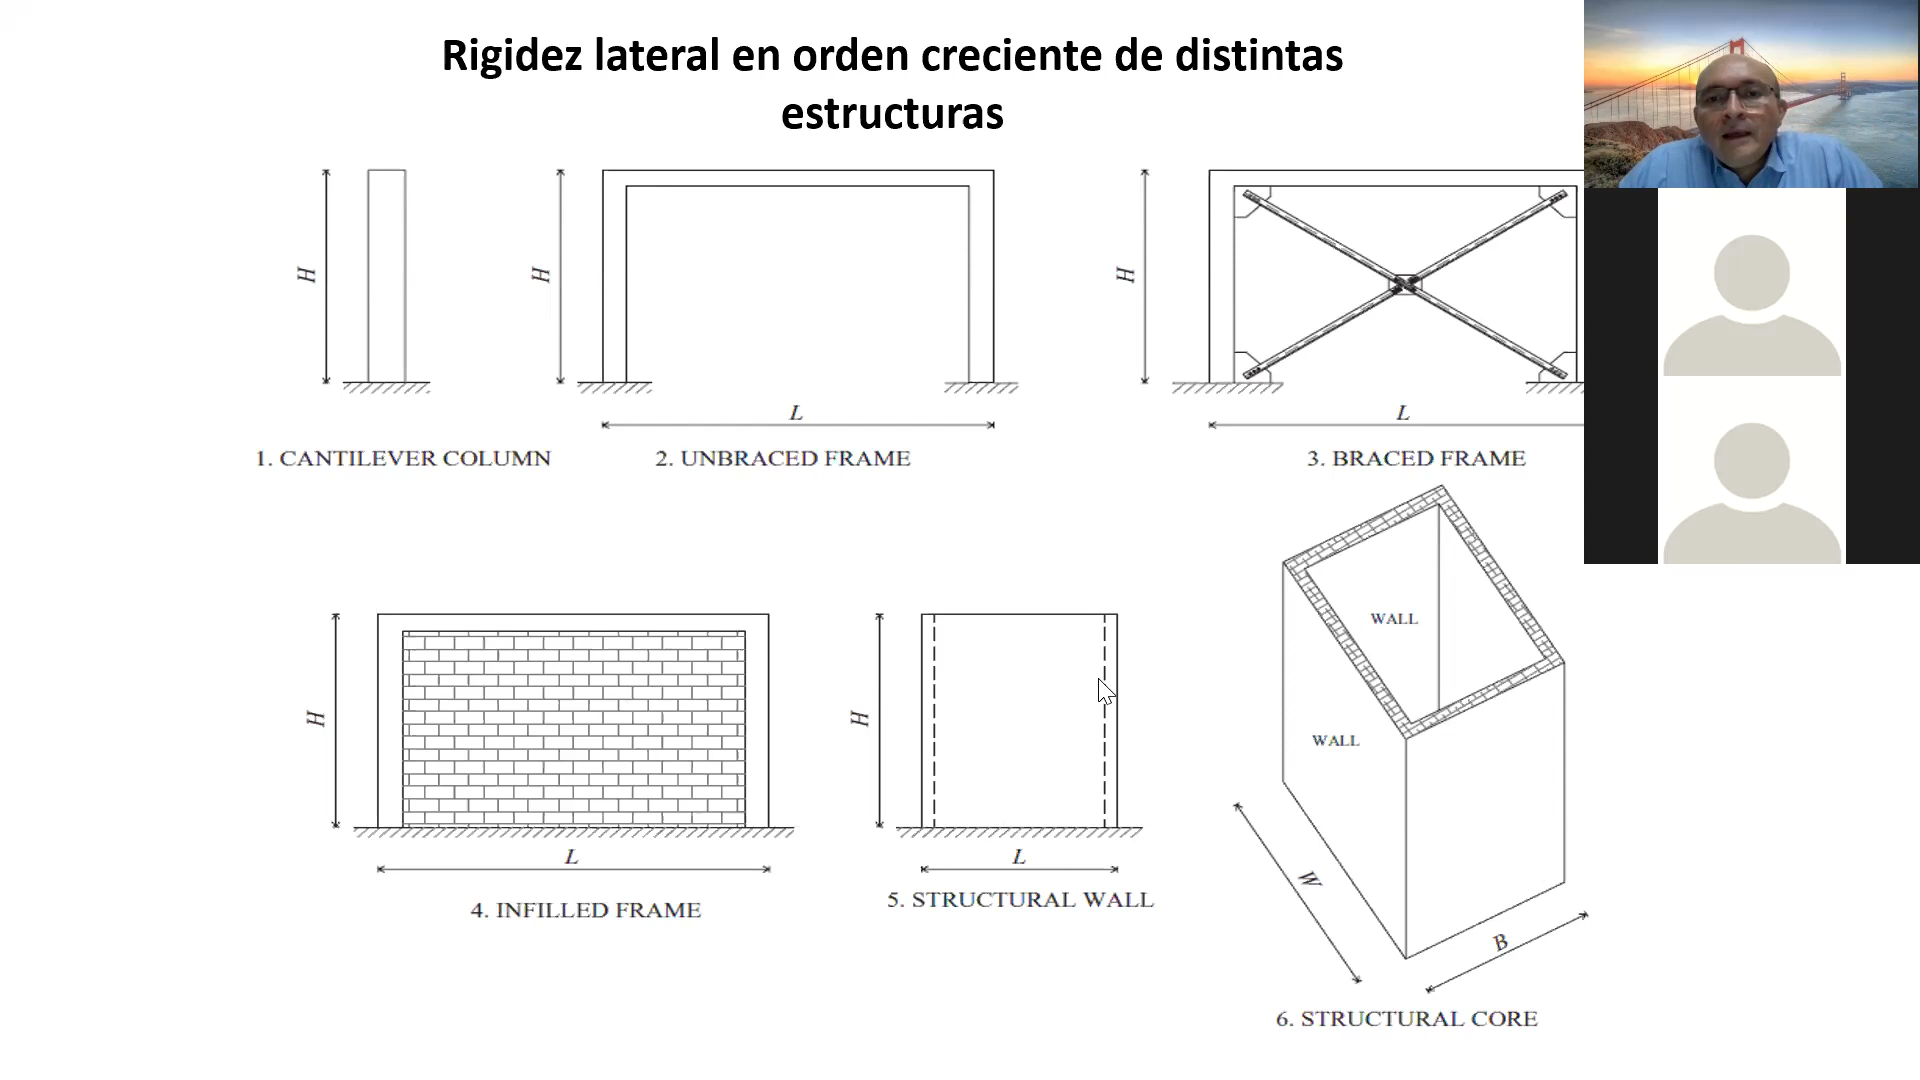 Rigidez lateral en orden creciente de distintas
estructuras
H
H
H
L
L
1. CANTILEVER COLUMN
2. UNBRACED FRAME
3. BRACED FRAME
WALL
WALL
H
H
L
L
W
B
4. INFILLED FRAME
5. STRUCTURAL WALL
6. STRUCTURAL CORE